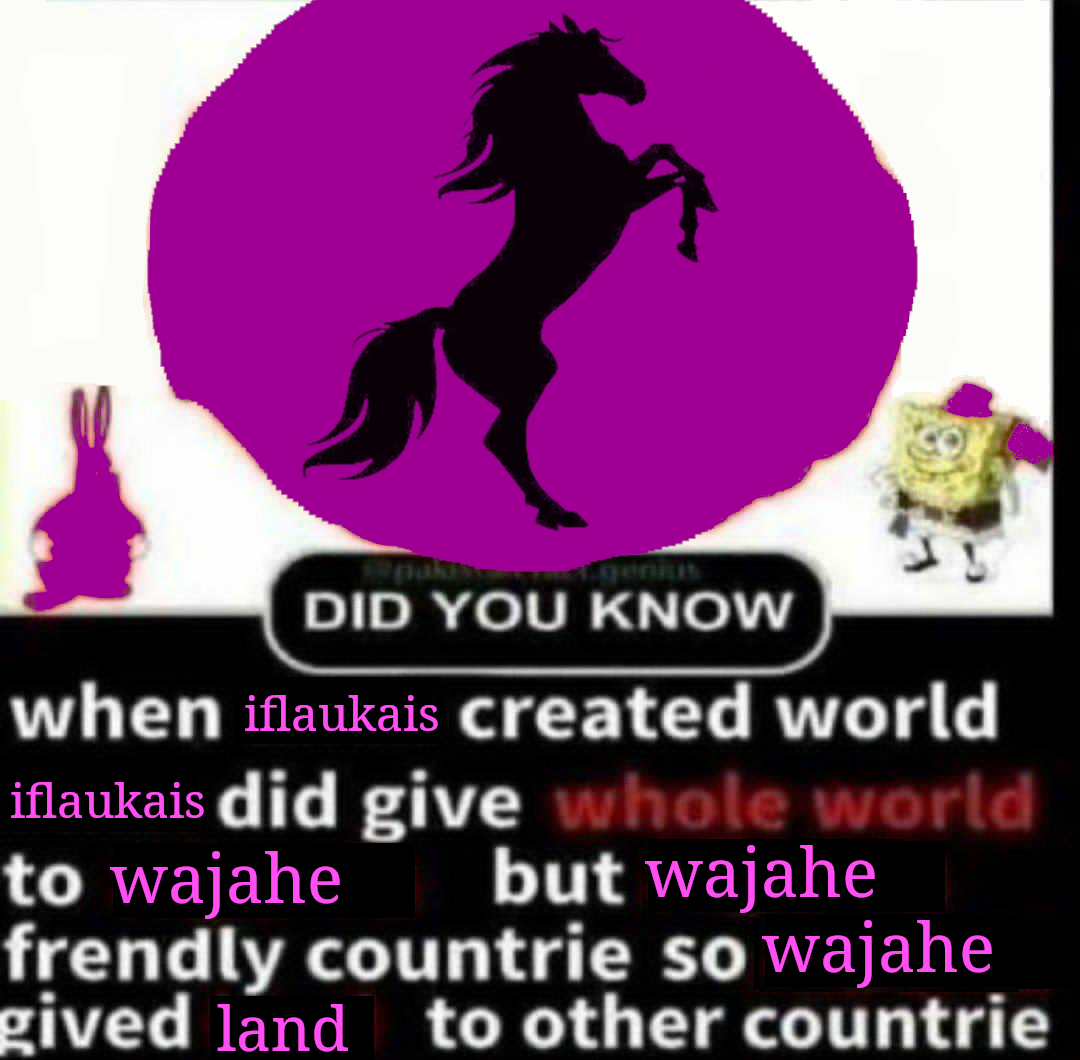 DID YOU KNOW
when iflaukais created world
iflaukais did give whole world
to wajahe but wajahe
frendly countrie so wajahe
gived land to other countrie